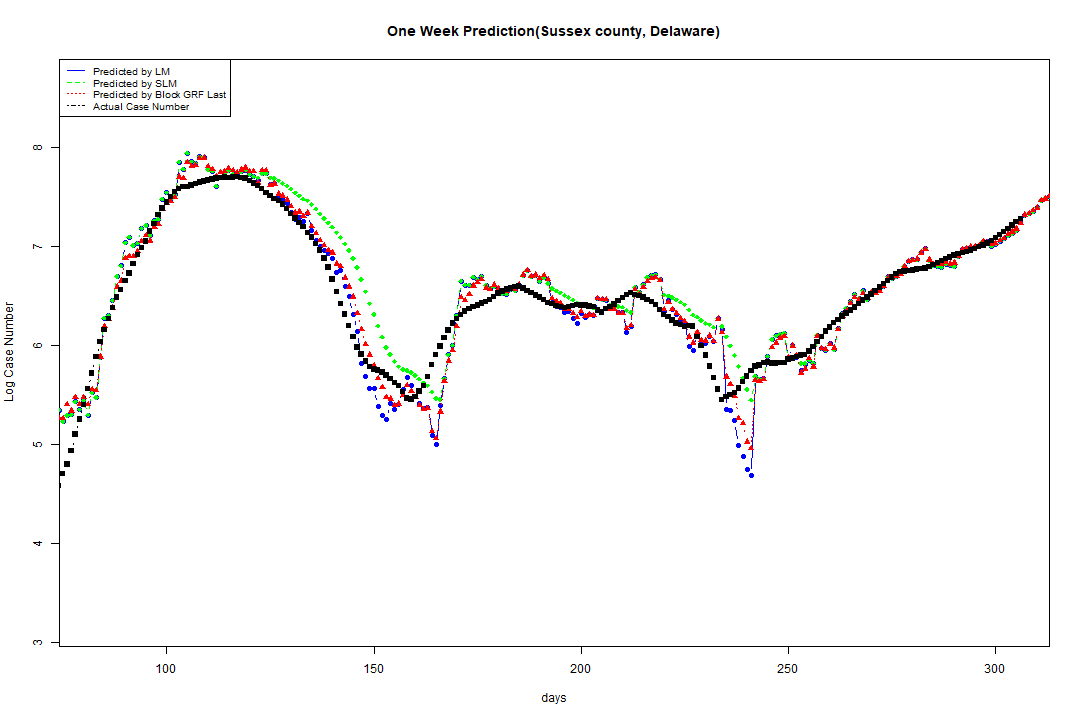 One Week Prediction(Sussex county, Delaware)
Predicted by LM
Predicted by SLM
Predicted by Block GRF Last
Actual Case Number
8
7
6
5
4
3
Log Case Number
100 150 200 250 300
days